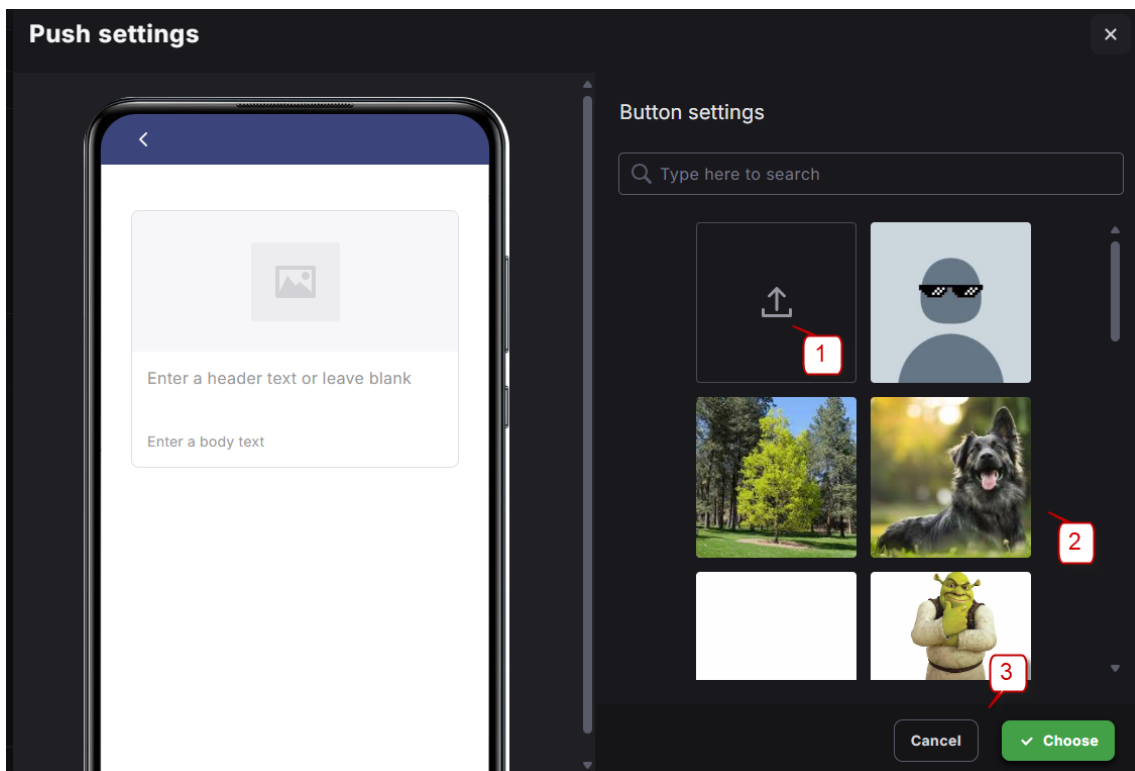 Push settings
Enter a header text or leave blank
Enter a body text
Button settings
Type here to search
1
2
3
Cancel
Choose